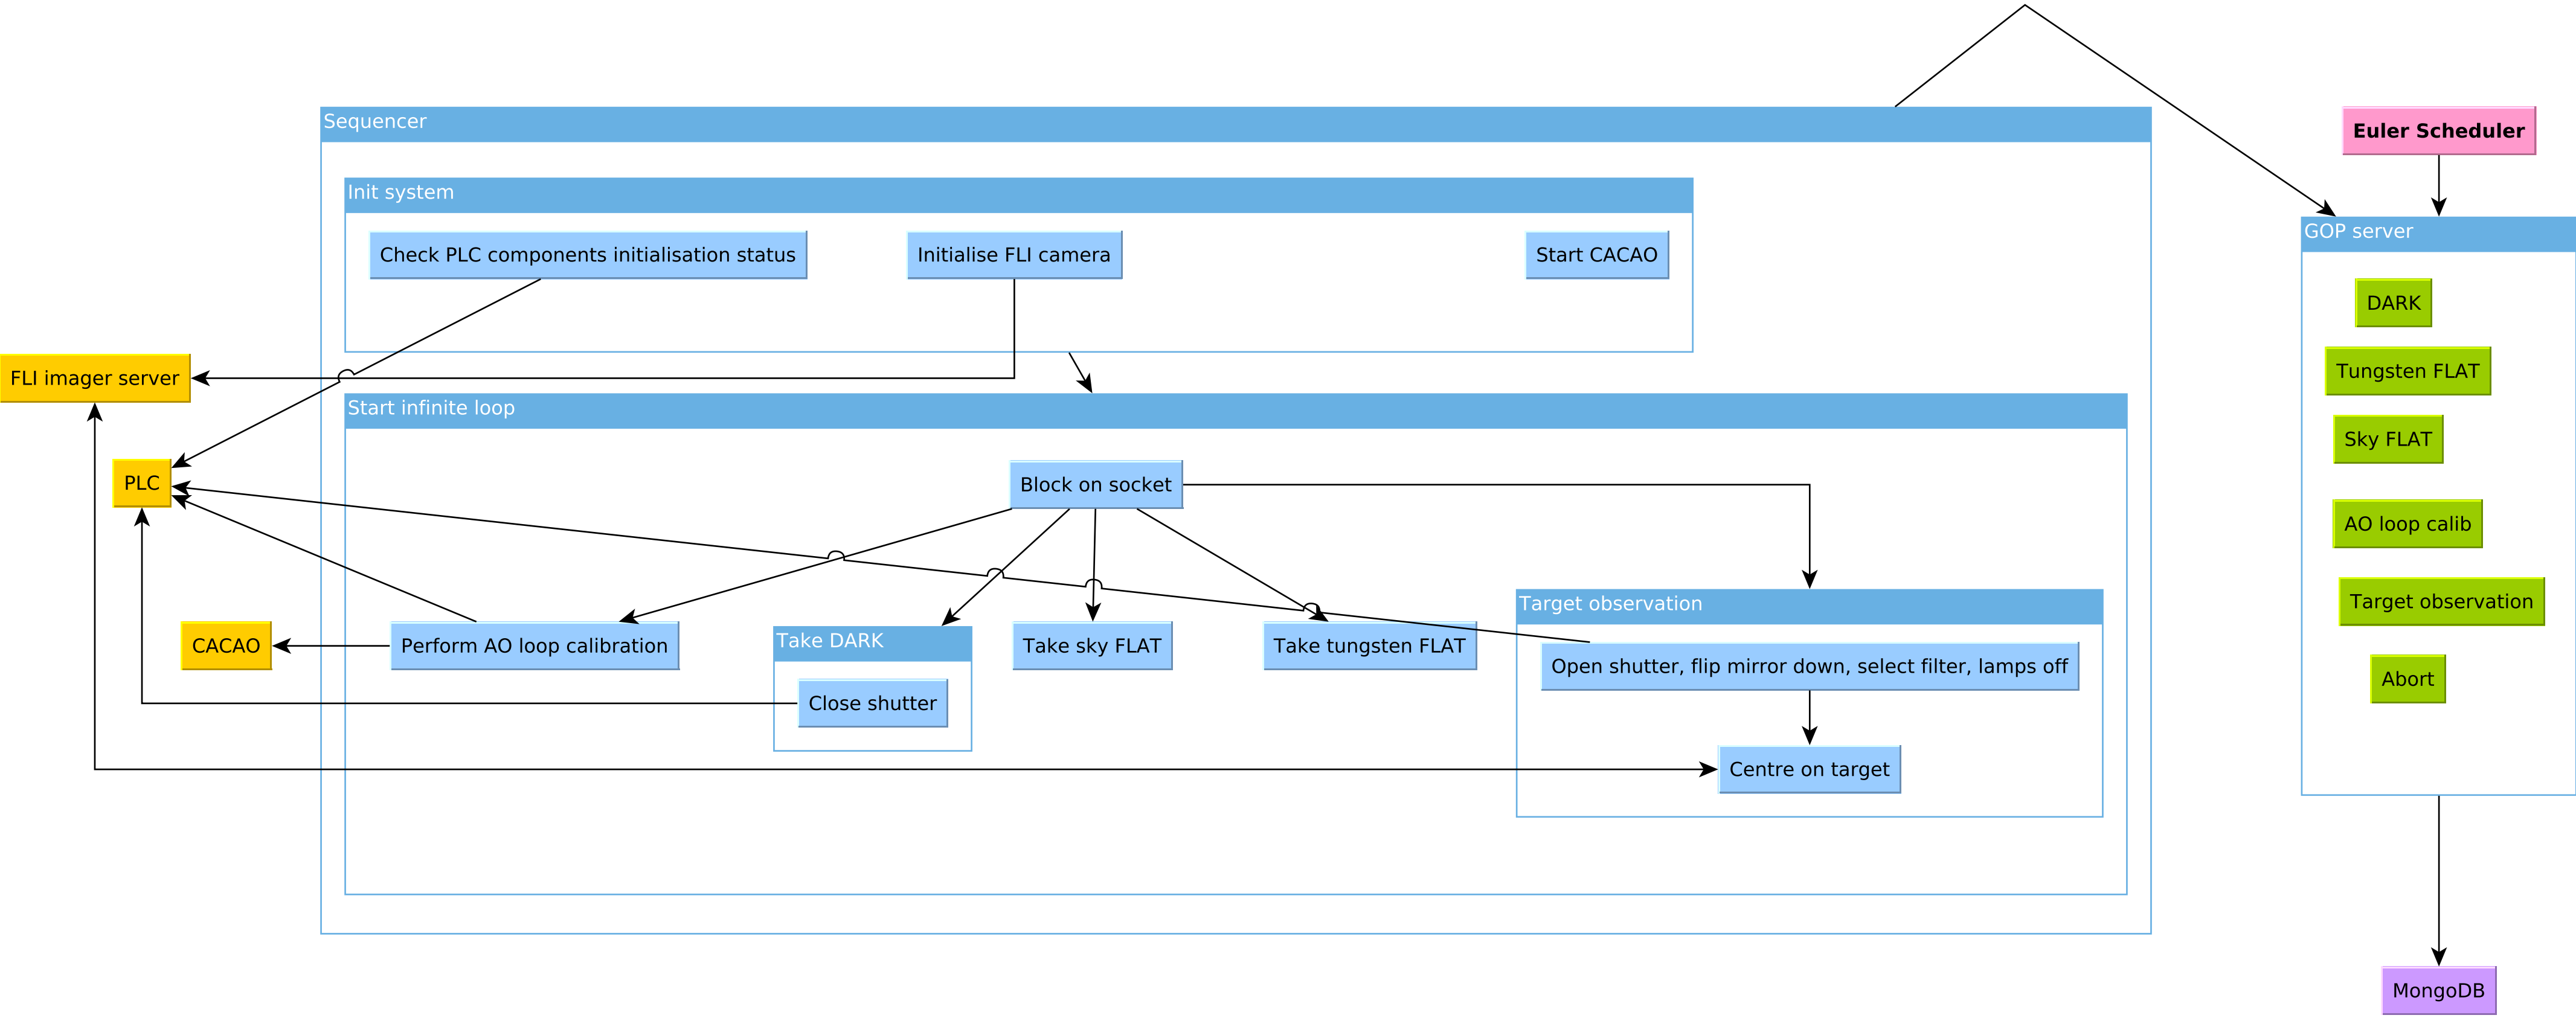 Sequencer
Euler Scheduler
Init system
GOP server
Check PLC components initialisation status
Initialise FLI camera
Start CACAO
DARK
FLI imager server
Tungsten FLAT
Start infinite loop
Sky FLAT
PLC
Block on socket
AO loop calib
Target observation
Target observation
CACAO
Perform AO loop calibration
Take DARK
Take sky FLAT
Take tungsten FLAT
Open shutter, flip mirror down, select filter, lamps off
Abort
Close shutter
Centre on target
MongoDB